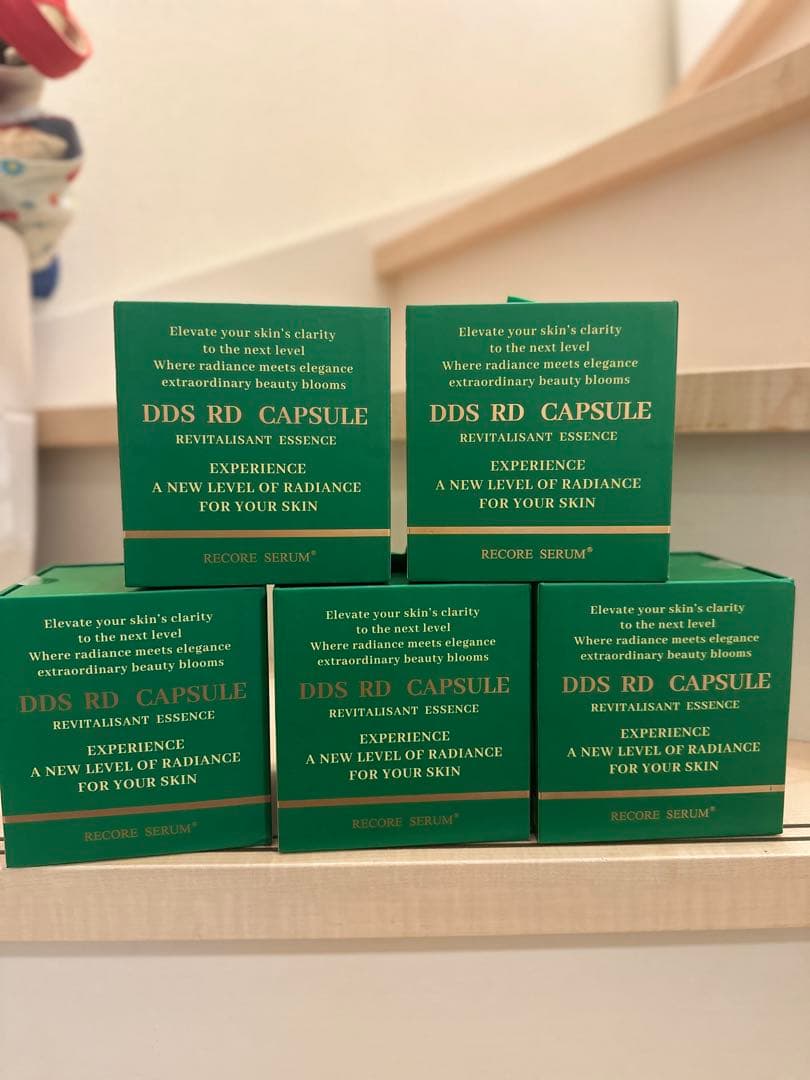 Elevate your skin's clarity
to the next level
Where radiance meets elegance
extraordinary beauty blooms
DDS RD CAPSULE
REVITALISANT ESSENCE
EXPERIENCE
A NEW LEVEL OF RADIANCE
FOR YOUR SKIN
RECORE SERUM®
Elevate your skin's clarity
to the next level
Where radiance meets elegance
extraordinary beauty blooms
DDS RD CAPSULE
REVITALISANT ESSENCE
EXPERIENCE
A NEW LEVEL OF RADIANCE
FOR YOUR SKIN
RECORE SERUM®
Elevate your skin's clarity
to the next level
Where radiance meets elegance
extraordinary beauty blooms
DDS RD CAPSULE
REVITALISANT ESSENCE
EXPERIENCE
A NEW LEVEL OF RADIANCE
FOR YOUR SKIN
RECORE SERUM®
Elevate your skin's clarity
to the next level
Where radiance meets elegance
extraordinary beauty blooms
DDS RD CAPSULE
REVITALISANT ESSENCE
EXPERIENCE
A NEW LEVEL OF RADIANCE
FOR YOUR SKIN
RECORE SERUM®
Elevate your skin's clarity
to the next level
Where radiance meets elegance
extraordinary beauty blooms
DDS RD CAPSULE
REVITALISANT ESSENCE
EXPERIENCE
A NEW LEVEL OF RADIANCE
FOR YOUR SKIN
RECORE SERUM®